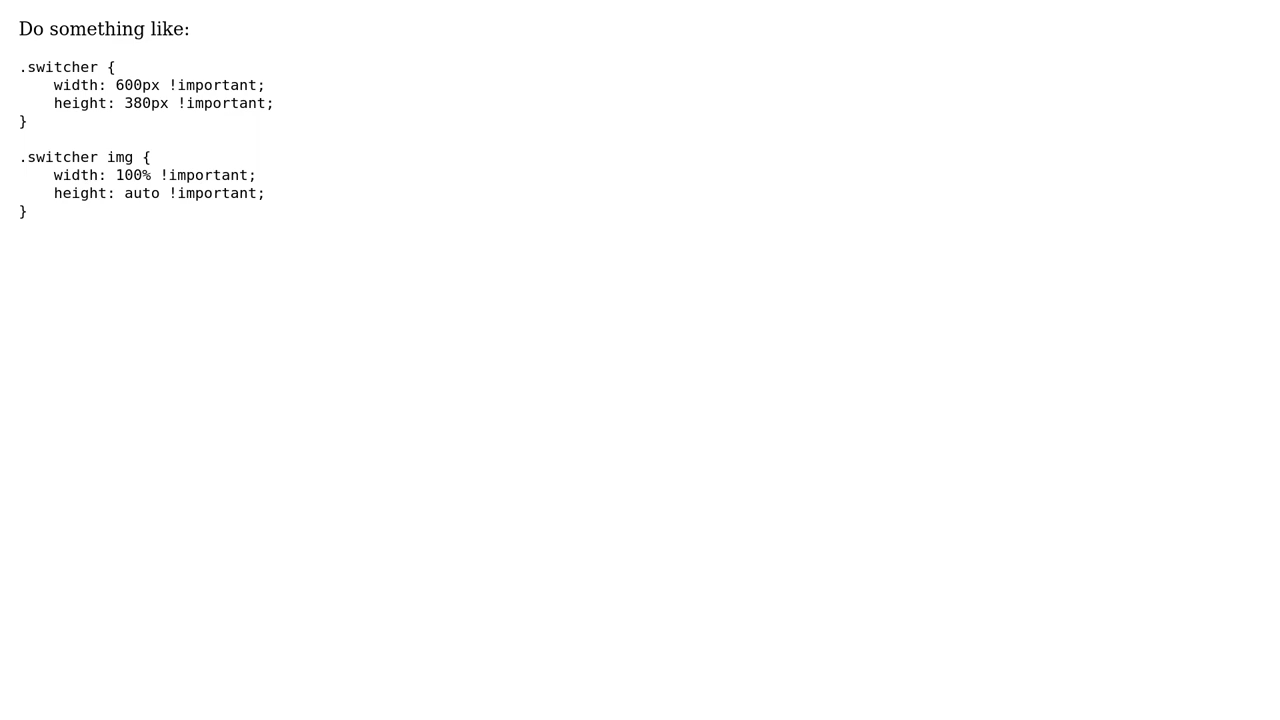 Do something like:
.switcher {
    width: 600px !important;
    height: 380px !important;
}
.switcher img {
    width: 100% !important;
    height: auto !important;
}